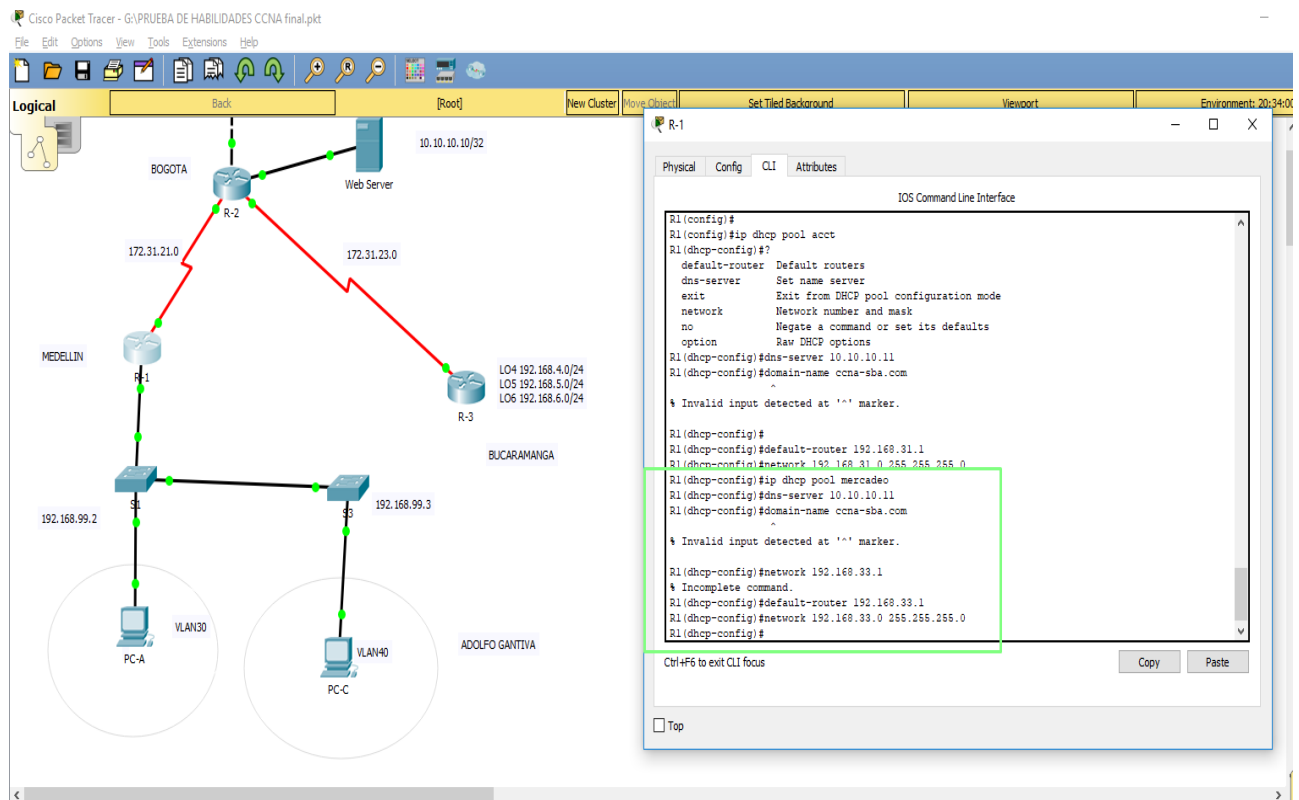 Cisco Packet Tracer - G:\PRUEBA DE HABILIDADES CCNA final.pkt
File Edit Options View Tools Extensions Help
Logical Back [Root] New Cluster Move Object Set Tiled Background Viewport Environment: 20:34:00
10.10.10.10/32
BOGOTA
Web Server
R-2
172.31.21.0
172.31.23.0
MEDELLIN
R-1
LO4 192.168.4.0/24
LO5 192.168.5.0/24
LO6 192.168.6.0/24
R-3
BUCARAMANGA
S1
S3
192.168.99.3
192.168.99.2
VLAN30
PC-A
VLAN40
PC-C
ADOLFO GANTIVA
R-1
Physical Config CLI Attributes
IOS Command Line Interface
R1(config)#
R1(config)#ip dhcp pool acct
R1(dhcp-config)#?
default-router Default routers
dns-server Set name server
exit Exit from DHCP pool configuration mode
network Network number and mask
no Negate a command or set its defaults
option Raw DHCP options
R1(dhcp-config)#dns-server 10.10.10.11
R1(dhcp-config)#domain-name ccna-sba.com
^
% Invalid input detected at '^' marker.
R1(dhcp-config)#
R1(dhcp-config)#default-router 192.168.31.1
R1(dhcp-config)#network 192.168.31.0 255.255.255.0
R1(dhcp-config)#ip dhcp pool mercadeo
R1(dhcp-config)#dns-server 10.10.10.11
R1(dhcp-config)#domain-name ccna-sba.com
^
% Invalid input detected at '^' marker.
R1(dhcp-config)#network 192.168.33.1
% Incomplete command.
R1(dhcp-config)#default-router 192.168.33.1
R1(dhcp-config)#network 192.168.33.0 255.255.255.0
R1(dhcp-config)#
Ctrl+F6 to exit CLI focus
Copy Paste
Top